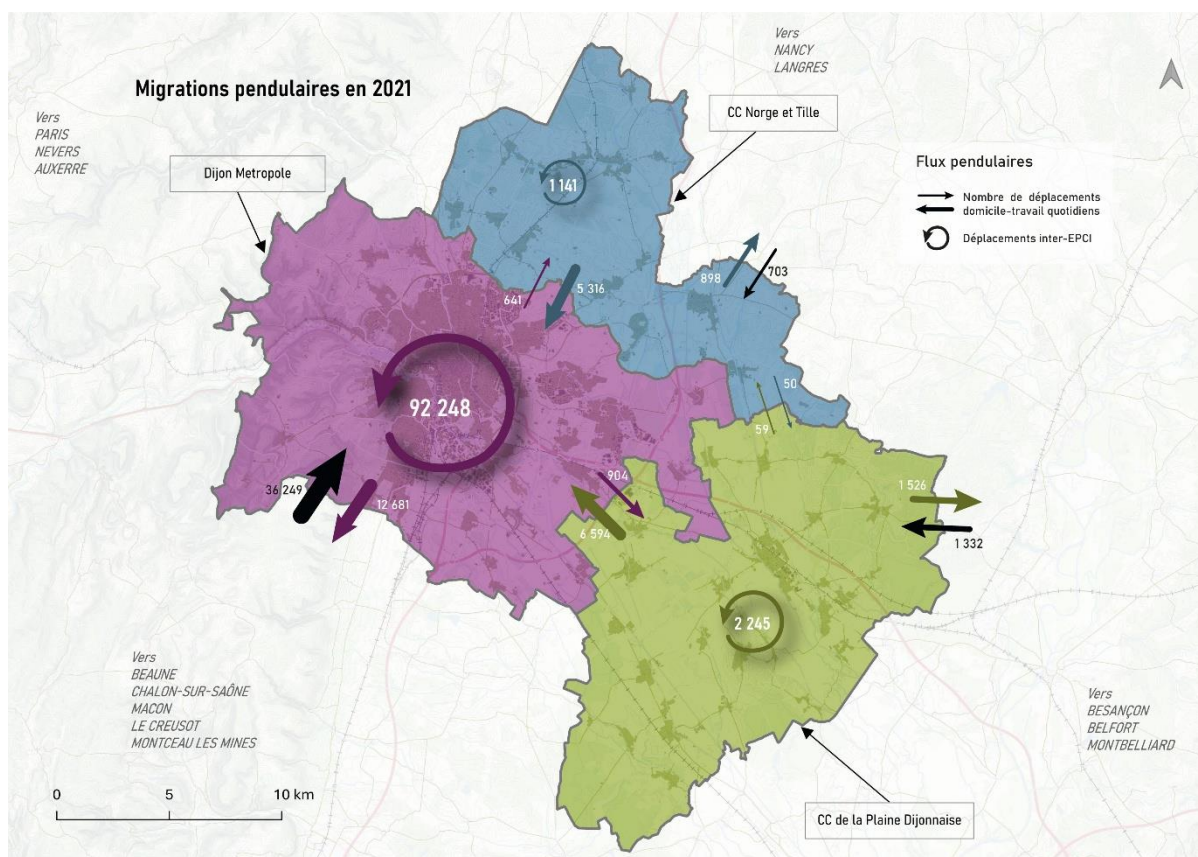 Vers
NANCY
LANGRES
Migrations pendulaires en 2021
Vers
PARIS
NEVERS
AUXERRE
CC Norge et Tille
Dijon Metropole
Flux pendulaires
Nombre de déplacements
domicile-travail quotidiens
Déplacements inter-EPCI
1 141
898
703
641
5 316
50
59
92 248
904
36 249
12 681
6 594
1 526
1 332
2 245
Vers
BEAUNE
CHALON-SUR-SAÔNE
MACON
LE CREUSOT
MONTCEAU LES MINES
Vers
BESANÇON
BELFORT
MONTBELLIARD
0 5 10 km
CC de la Plaine Dijonnaise